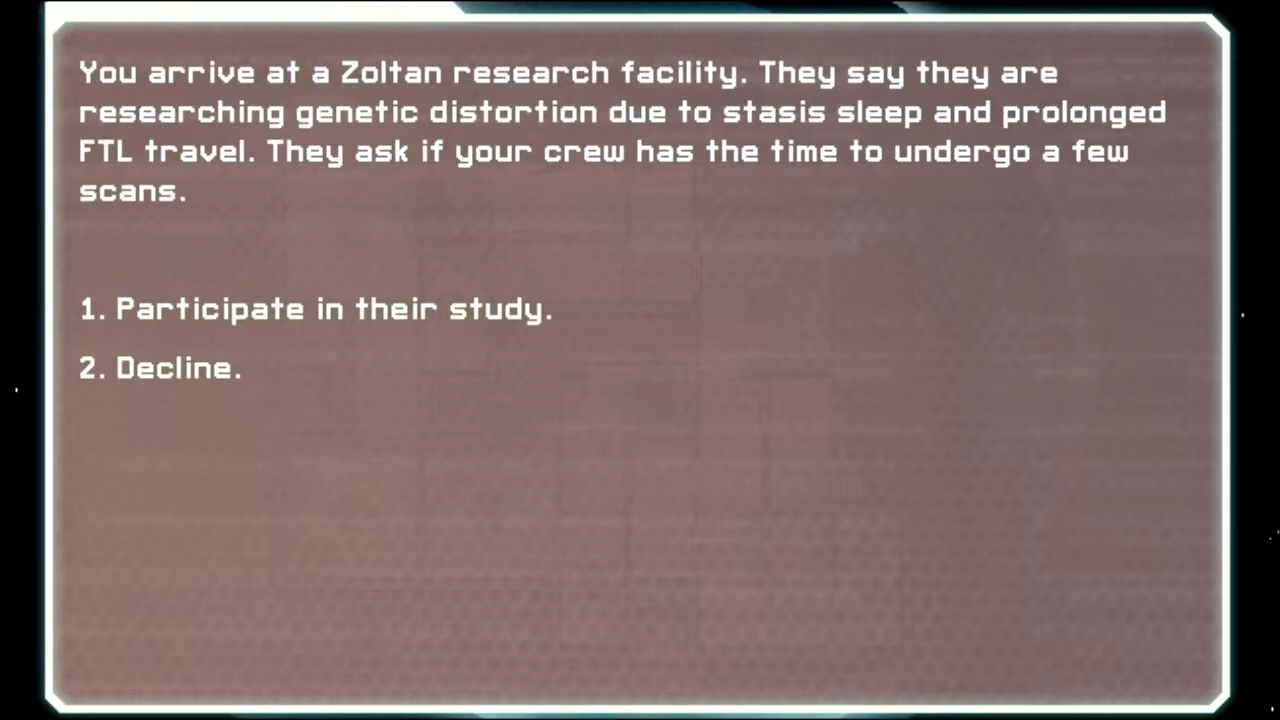 You arrive at a Zoltan research facility. They say they are
researching genetic distortion due to stasis sleep and prolonged
FTL travel. They ask if your crew has the time to undergo a few
scans.
1. Participate in their study.
2. Decline.